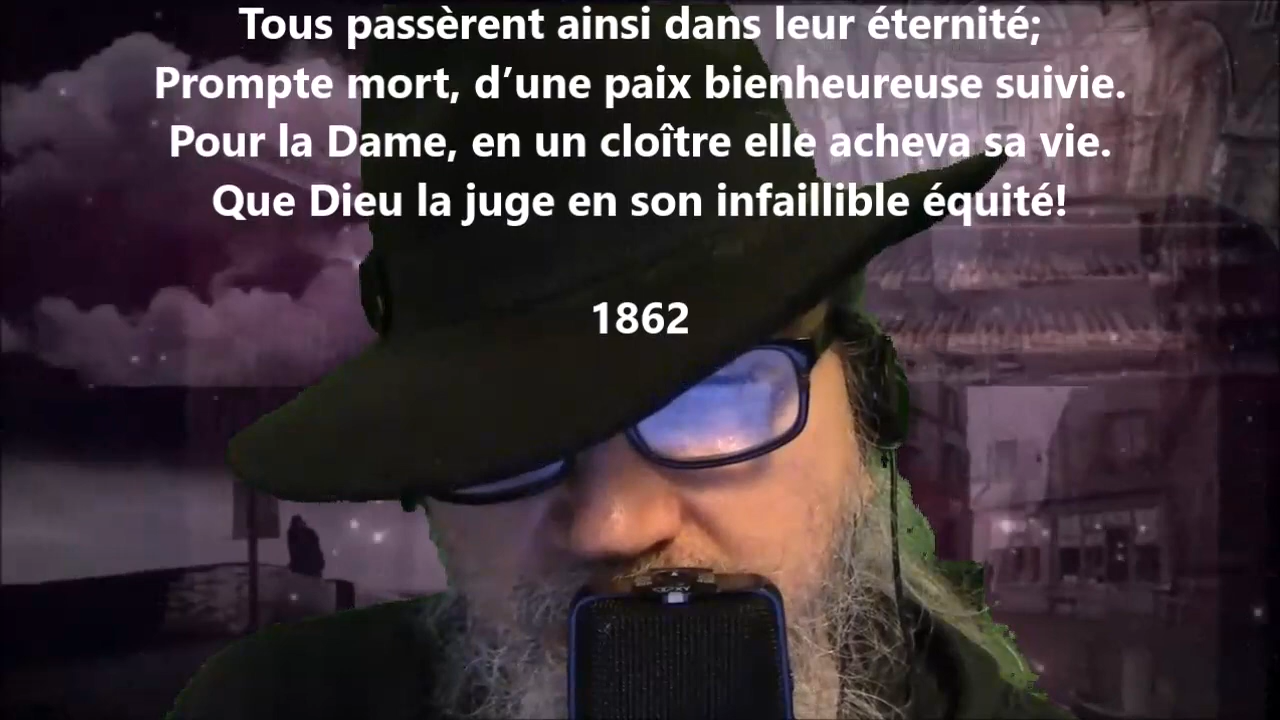 Tous passèrent ainsi dans leur éternité;
Prompte mort, d’une paix bienheureuse suivie.
Pour la Dame, en un cloître elle acheva sa vie.
Que Dieu la juge en son infaillible équité!
1862